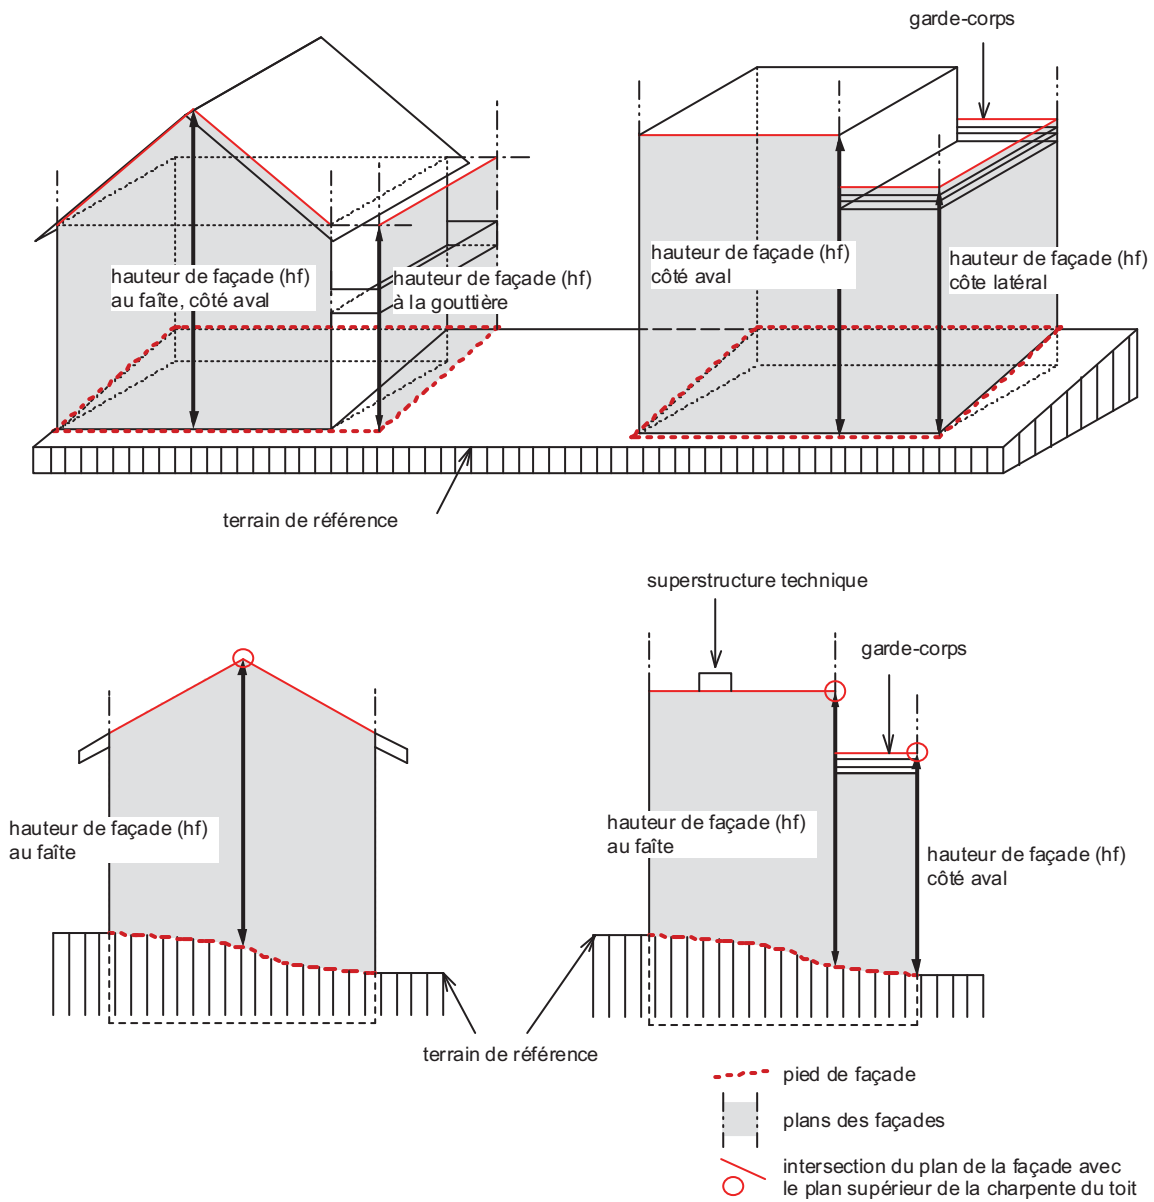 garde-corps
hauteur de façade (hf)
au faîte, côté aval
hauteur de façade (hf)
à la gouttière
hauteur de façade (hf)
côté aval
hauteur de façade (hf)
côte latéral
terrain de référence
superstructure technique
garde-corps
hauteur de façade (hf)
au faîte
hauteur de façade (hf)
au faîte
hauteur de façade (hf)
côté aval
terrain de référence
pied de façade
plans des façades
intersection du plan de la façade avec
le plan supérieur de la charpente du toit